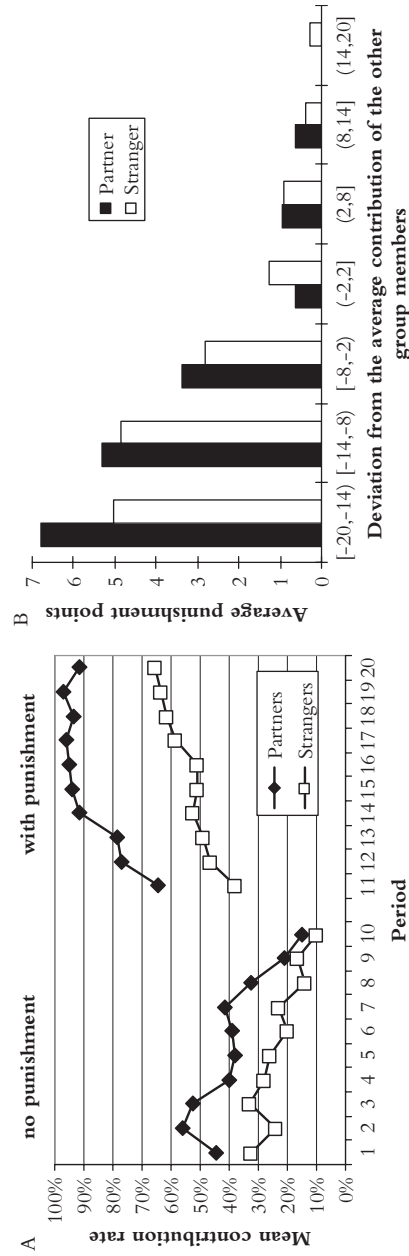 A
no punishment
with punishment
100%
90%
80%
70%
60%
50%
40%
30%
20%
10%
0%
Mean contribution rate
1 2 3 4 5 6 7 8 9 10 11 12 13 14 15 16 17 18 19 20
Period
Partners
Strangers
B
7
6
5
4
3
2
1
0
Average punishment points
Partner
Stranger
[−20,−14) [−14,−8) [−8,−2) (−2,2] (2,8] (8,14] (14,20]
Deviation from the average contribution of the other
group members